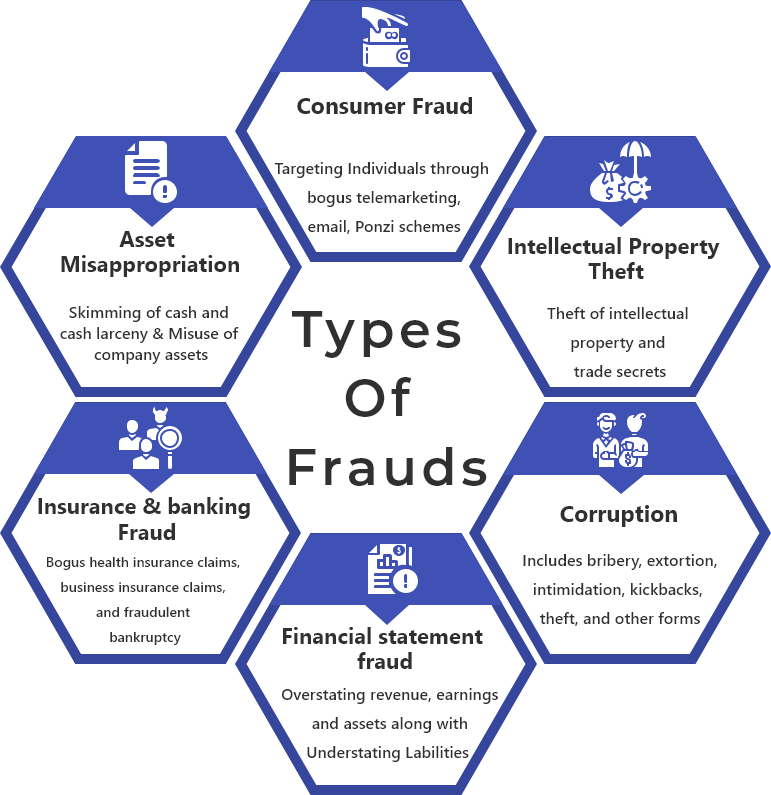 Consumer Fraud
Targeting Individuals through
bogus telemarketing,
email, Ponzi schemes
Asset
Misappropriation
Skimming of cash and
cash larceny & Misuse of
company assets
Intellectual Property
Theft
Theft of intellectual
property and
trade secrets
Types
Of
Frauds
Insurance & banking
Fraud
Bogus health insurance claims,
business insurance claims,
and fraudulent
bankruptcy
Corruption
Includes bribery, extortion,
intimidation, kickbacks,
theft, and other forms
Financial statement
fraud
Overstating revenue, earnings
and assets along with
Understating Labilities